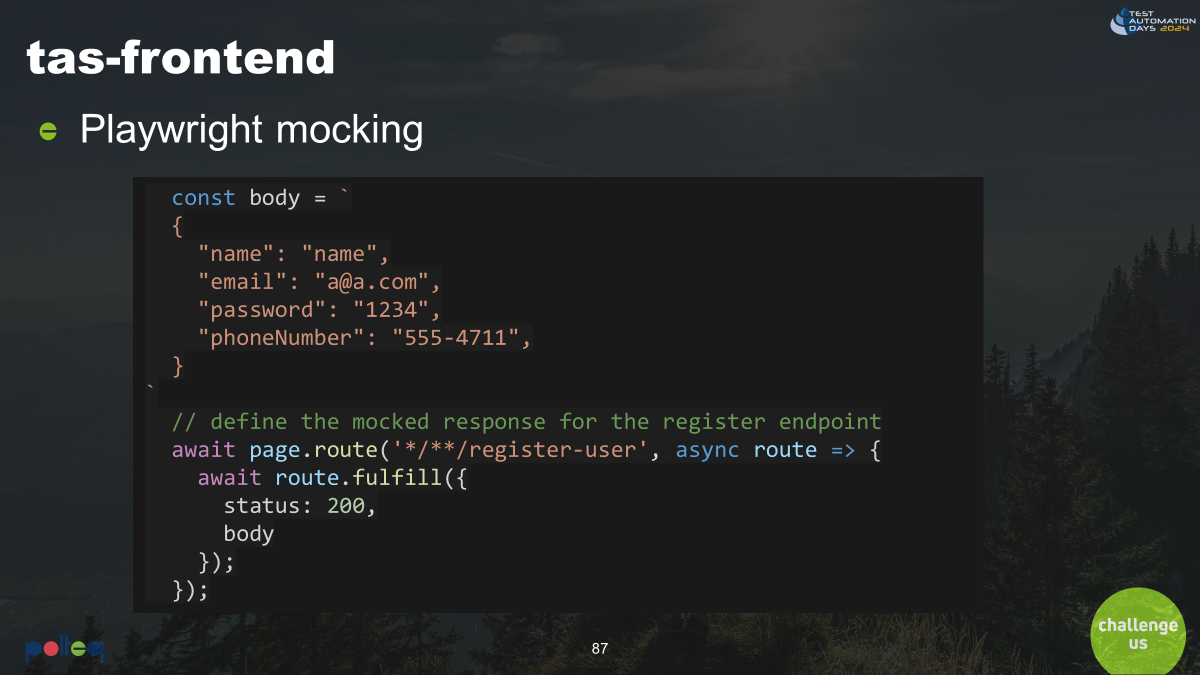 TEST
AUTOMATION
DAYS 2024
tas-frontend
Playwright mocking
const body = `
{
"name": "name",
"email": "a@a.com",
"password": "1234",
"phoneNumber": "555-4711",
}
`
// define the mocked response for the register endpoint
await page.route('*/**/register-user', async route => {
await route.fulfill({
status: 200,
body
});
});
polteq
87
challenge
us